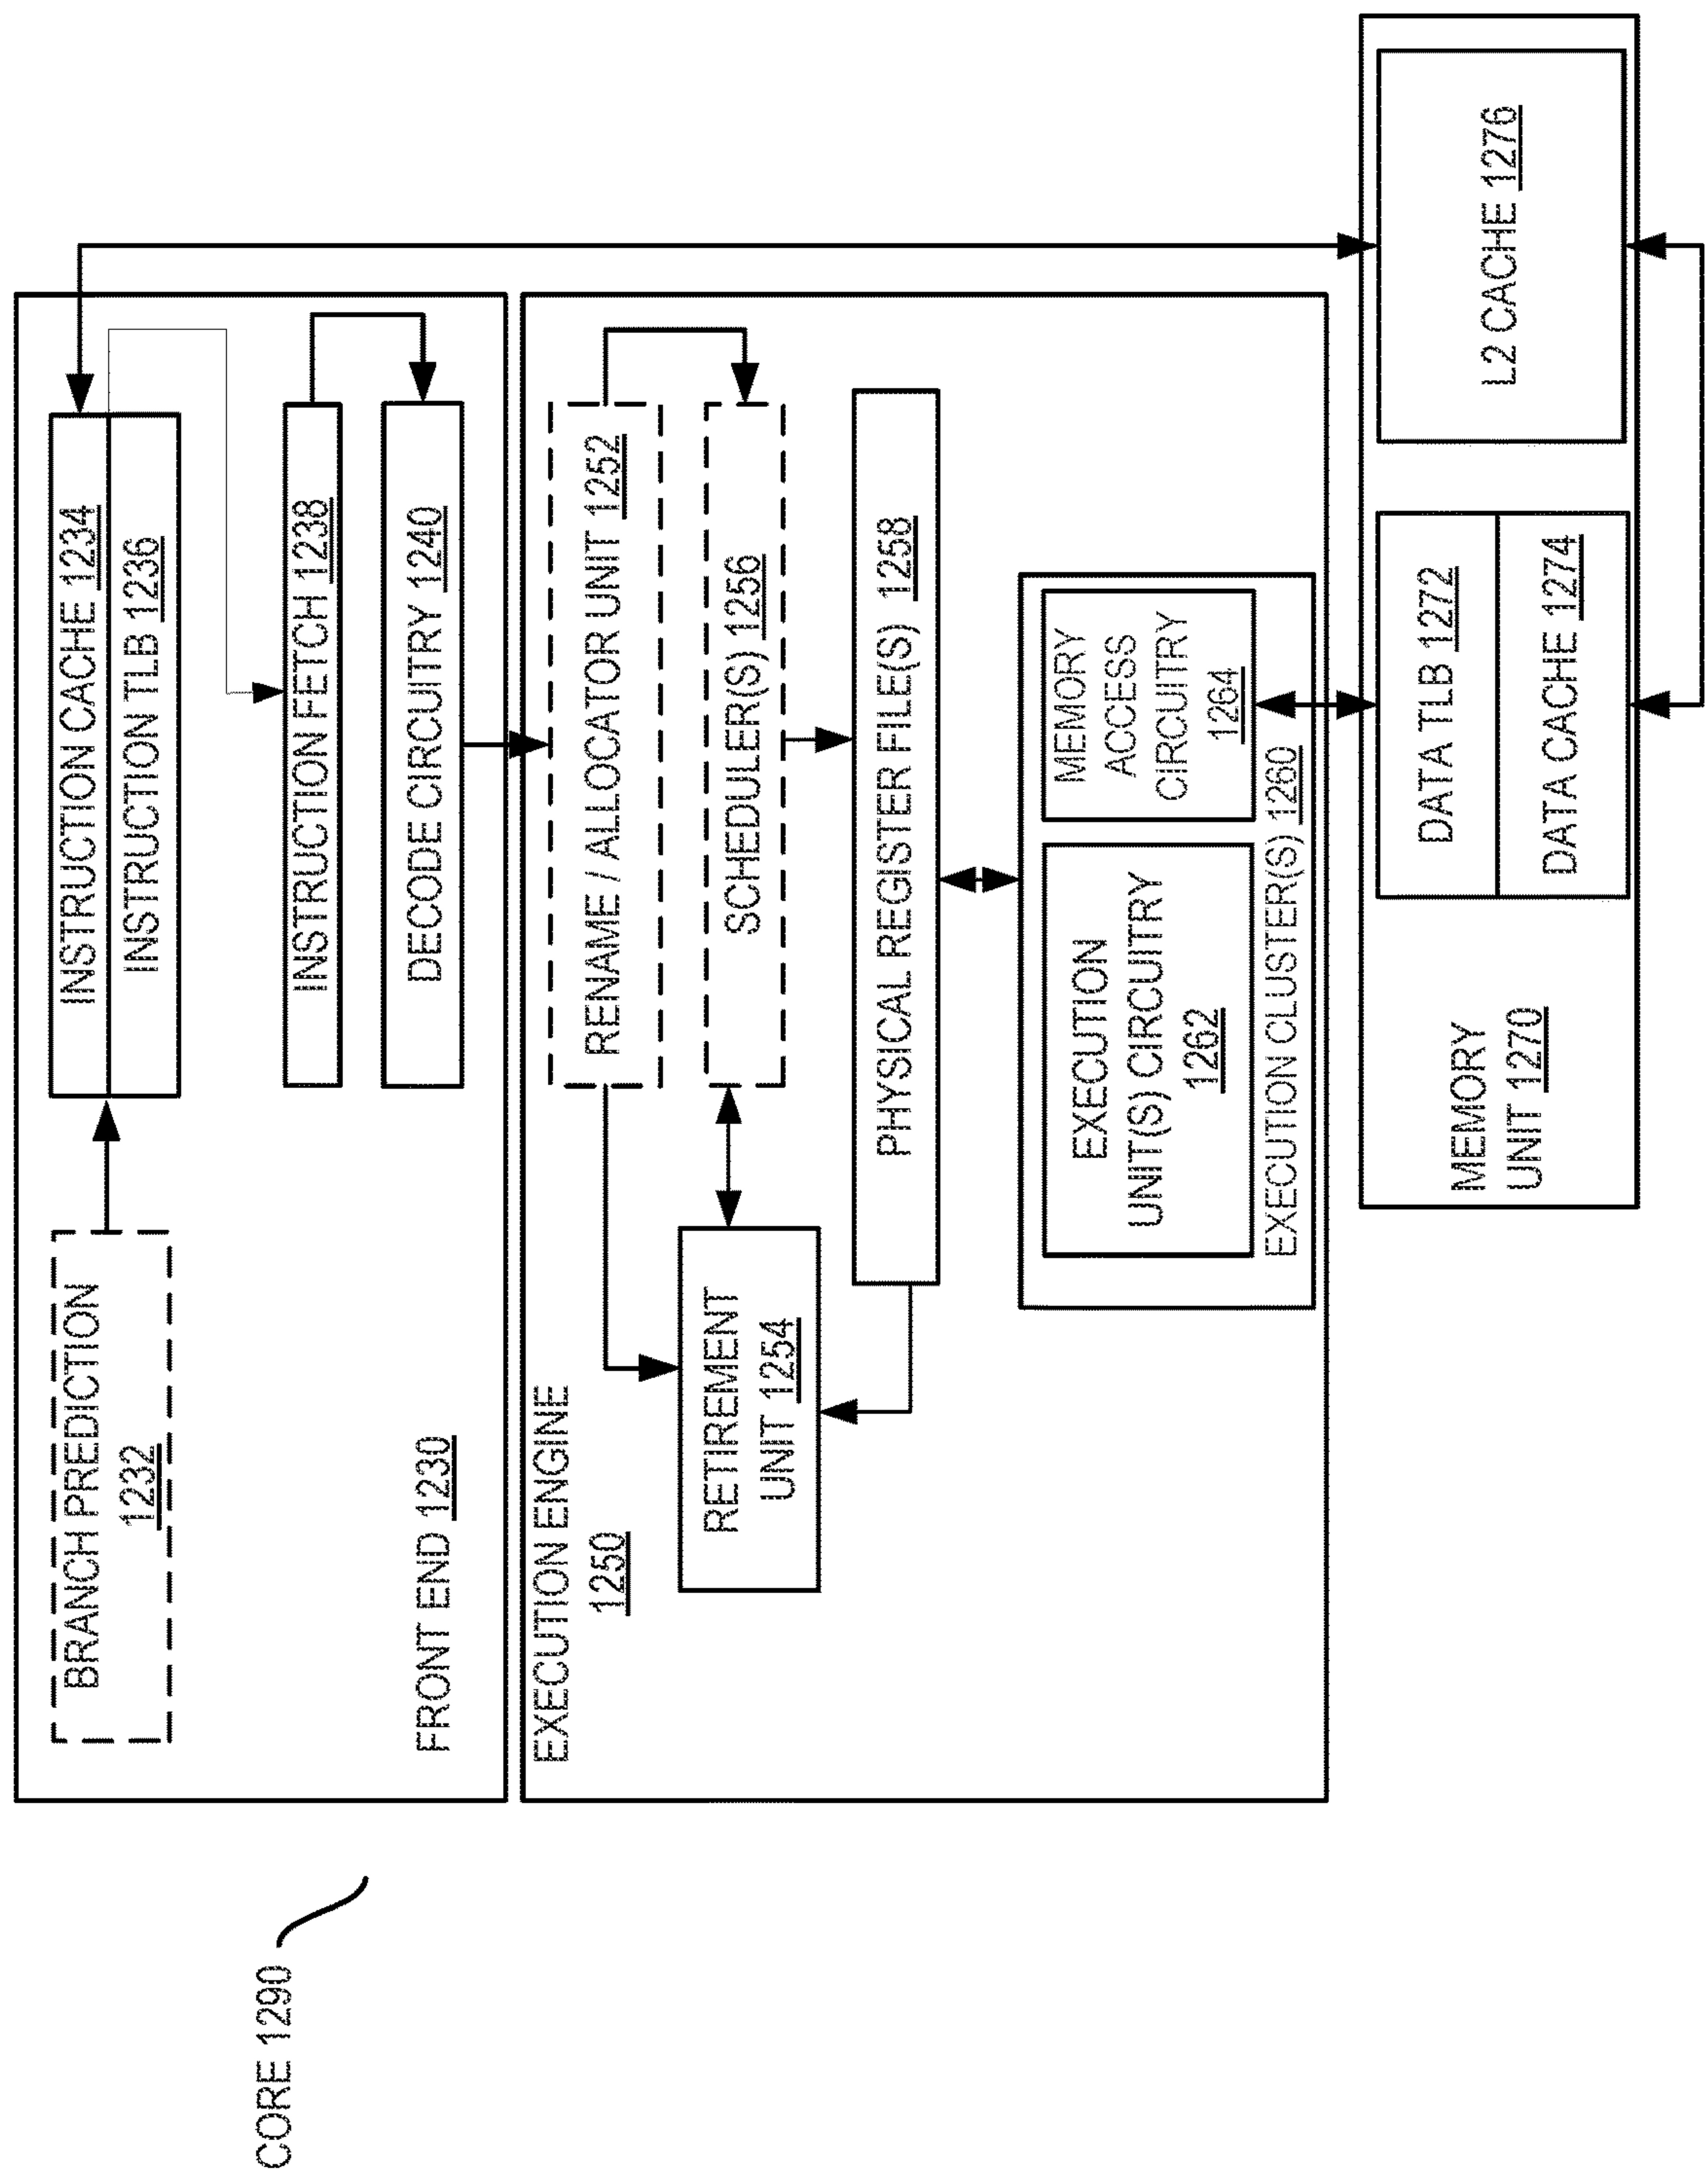 BRANCH PREDICTION
1232
INSTRUCTION CACHE 1234
INSTRUCTION TLB 1236
INSTRUCTION FETCH 1238
DECODE CIRCUITRY 1240
FRONT END 1230
CORE 1290
EXECUTION ENGINE
1250
RENAME / ALLOCATOR UNIT 1252
SCHEDULER(S) 1256
RETIREMENT
UNIT 1254
PHYSICAL REGISTER FILE(S) 1258
EXECUTION
UNIT(S) CIRCUITRY
1262
MEMORY
ACCESS
CIRCUITRY
1264
EXECUTION CLUSTER(S) 1260
MEMORY
UNIT 1270
DATA TLB 1272
DATA CACHE 1274
L2 CACHE 1276